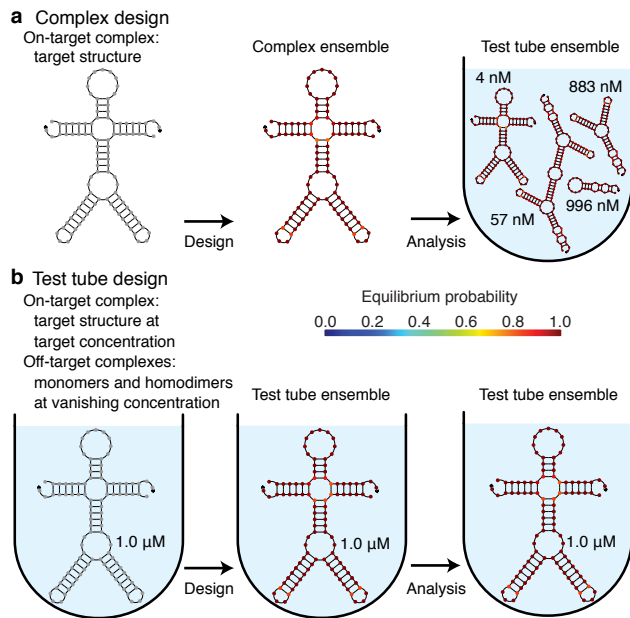 a Complex design
On-target complex:
target structure
Complex ensemble
Test tube ensemble
4 nM
883 nM
57 nM
996 nM
Design
Analysis
b Test tube design
On-target complex:
target structure at
target concentration
Off-target complexes:
monomers and homodimers
at vanishing concentration
Equilibrium probability
0.0 0.2 0.4 0.6 0.8 1.0
Test tube ensemble
Test tube ensemble
1.0 µM
1.0 µM
1.0 µM
Design
Analysis